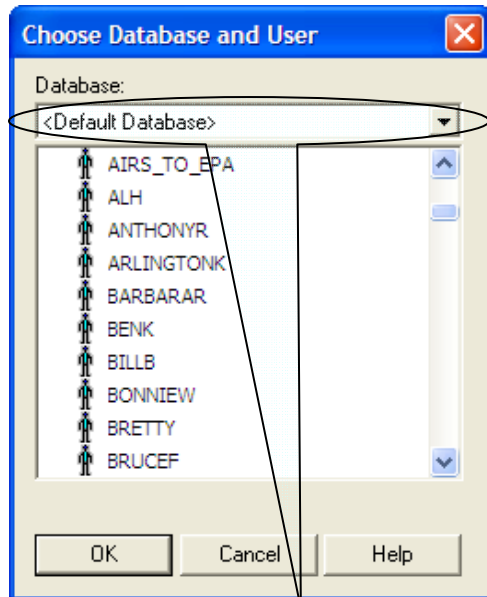 Choose Database and User
Database:
<Default Database>
AIRS_TO_EPA
ALH
ANTHONYR
ARLINGTONK
BARBARAR
BENK
BILLB
BONNIEW
BRETTY
BRUCEF
OK Cancel Help